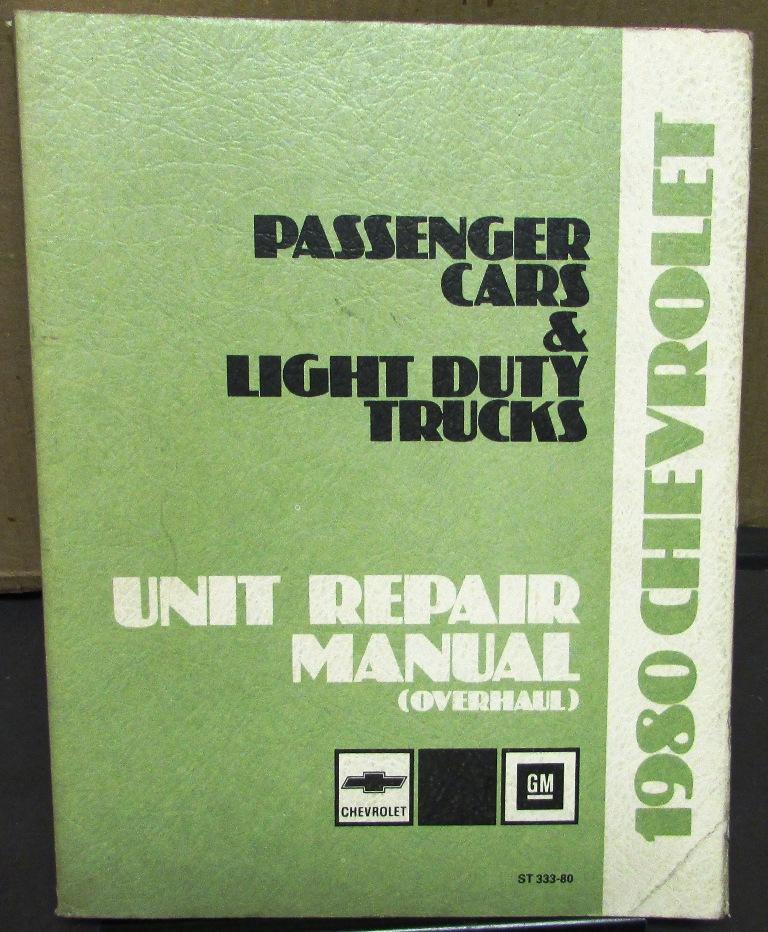 PASSENGER
CARS
&
LIGHT DUTY
TRUCKS
UNIT REPAIR
MANUAL
(OVERHAUL)
CHEVROLET
GM
ST 333-80
1980 CHEVROLET